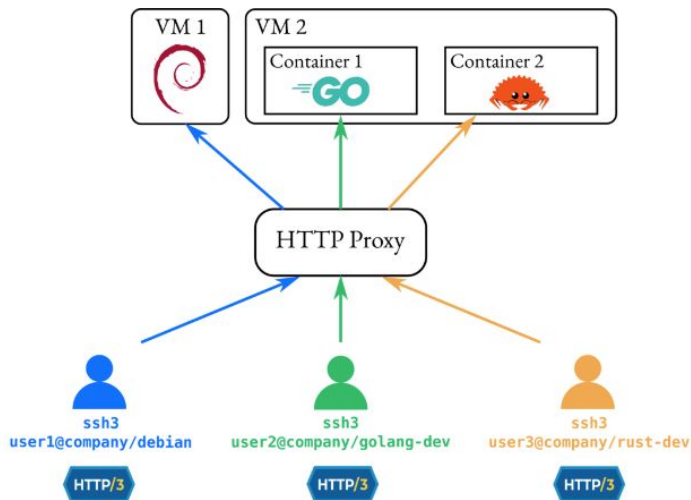 VM 1
VM 2
Container 1
GO
Container 2
HTTP Proxy
ssh3
user1@company/debian
ssh3
user2@company/golang-dev
ssh3
user3@company/rust-dev
HTTP/3
HTTP/3
HTTP/3